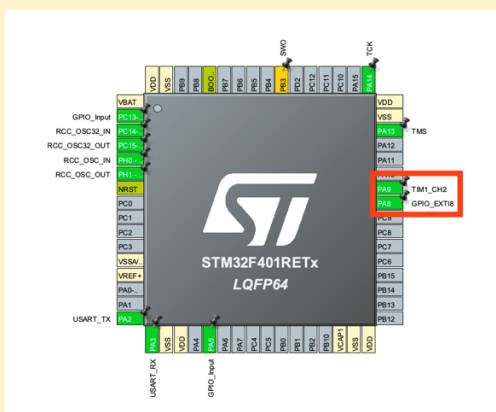 SWO
TCK
VDD
VSS
PB9
PB8
BOO..
PB7
PB6
PB5
PB4
PB3
PD2
PC12
PC11
PC10
PA15
PA14
VBAT
GPIO_Input PC13-..
RCC_OSC32_IN PC14-..
RCC_OSC32_OUT PC15-..
RCC_OSC_IN PH0 -..
RCC_OSC_OUT PH1 -..
NRST
PC0
PC1
PC2
PC3
VSSA/..
VREF+
PA0-..
PA1
USART_TX PA2
VDD
VSS
PA13 TMS
PA12
PA11
PA9 TIM1_CH2
PA8 GPIO_EXTI8
PC9
PC8
PC7
PC6
PB15
PB14
PB13
PB12
ST
STM32F401RETx
LQFP64
PA3
VSS
VDD
PA4
PA5
PA6
PA7
PC4
PC5
PB0
PB1
PB2
PB10
VCAP1
VSS
VDD
USART_RX
GPIO_Input